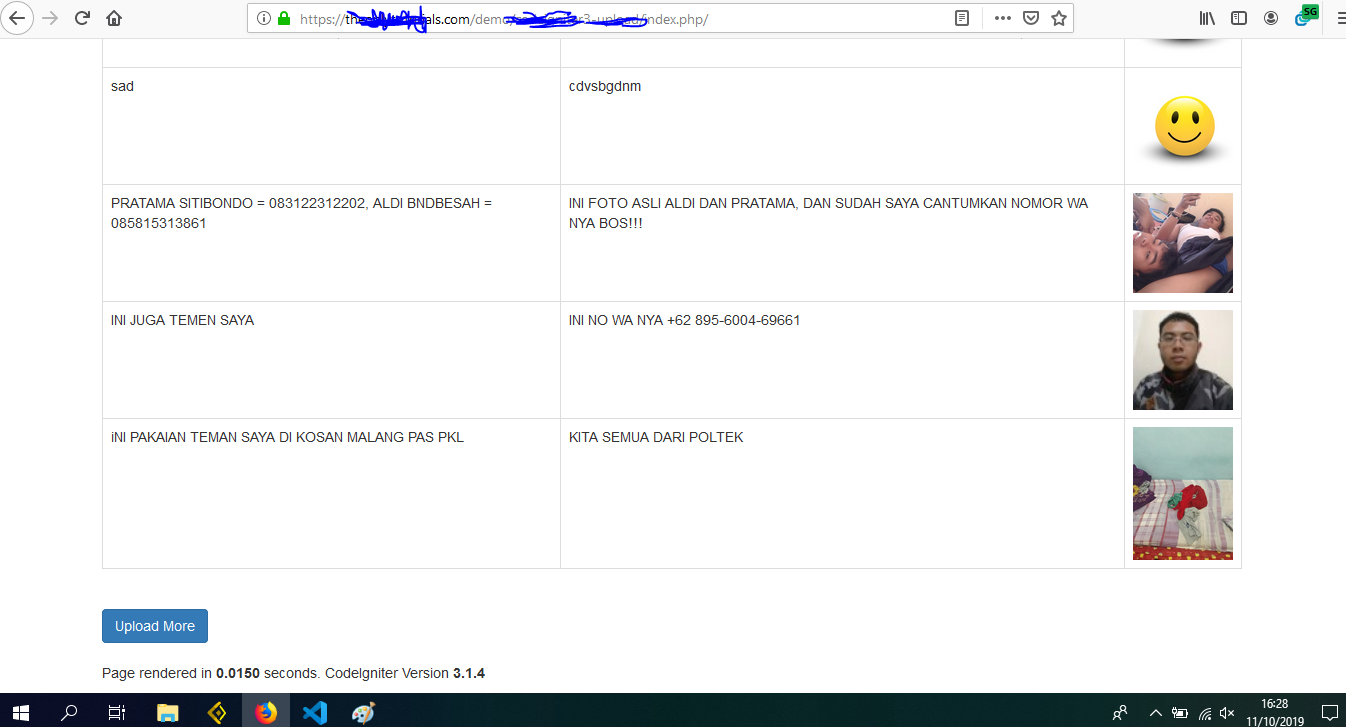 https://the als.com/demo/ r3-upload/index.php/
SG
sad
cdvsbgdnm
PRATAMA SITIBONDO = 083122312202, ALDI BNDBESAH =
085815313861
INI FOTO ASLI ALDI DAN PRATAMA, DAN SUDAH SAYA CANTUMKAN NOMOR WA
NYA BOS!!!
INI JUGA TEMEN SAYA
INI NO WA NYA +62 895-6004-69661
iNI PAKAIAN TEMAN SAYA DI KOSAN MALANG PAS PKL
KITA SEMUA DARI POLTEK
Upload More
Page rendered in 0.0150 seconds. CodeIgniter Version 3.1.4
16:28
11/10/2019